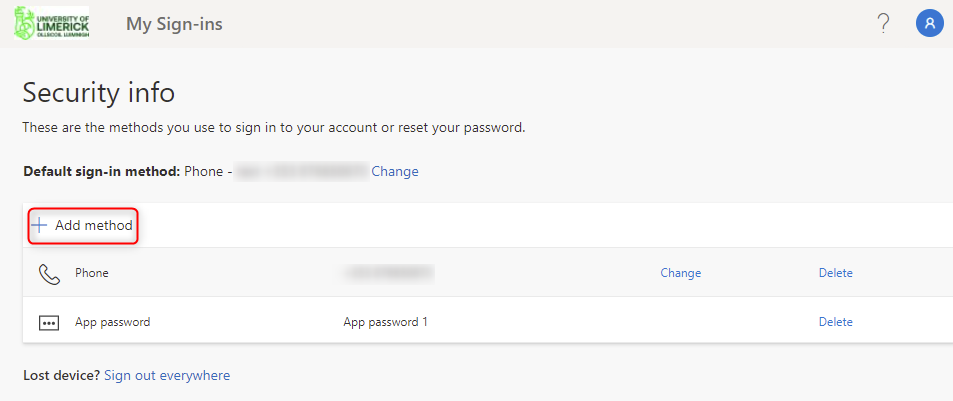 UNIVERSITY OF
LIMERICK
OLLSCOIL LUIMNIGH
My Sign-ins
?
Security info
These are the methods you use to sign in to your account or reset your password.
Default sign-in method: Phone - Change
+ Add method
Phone Change Delete
App password App password 1 Delete
Lost device? Sign out everywhere